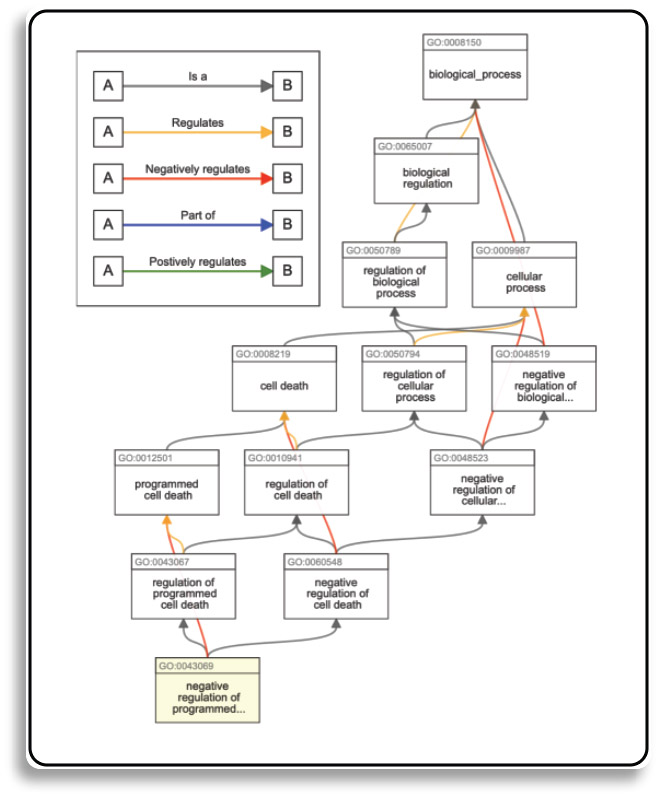 GO:0008150
biological_process
A Is a B
A Regulates B
A Negatively regulates B
A Part of B
A Postively regulates B
GO:0065007
biological
regulation
GO:0050789
regulation of
biological
process
GO:0009987
cellular
process
GO:0008219
cell death
GO:0050794
regulation of
cellular
process
GO:0048519
negative
regulation of
biological...
GO:0012501
programmed
cell death
GO:0010941
regulation of
cell death
GO:0048523
negative
regulation of
cellular...
GO:0043067
regulation of
programmed
cell death
GO:0060548
negative
regulation of
cell death
GO:0043069
negative
regulation of
programmed...